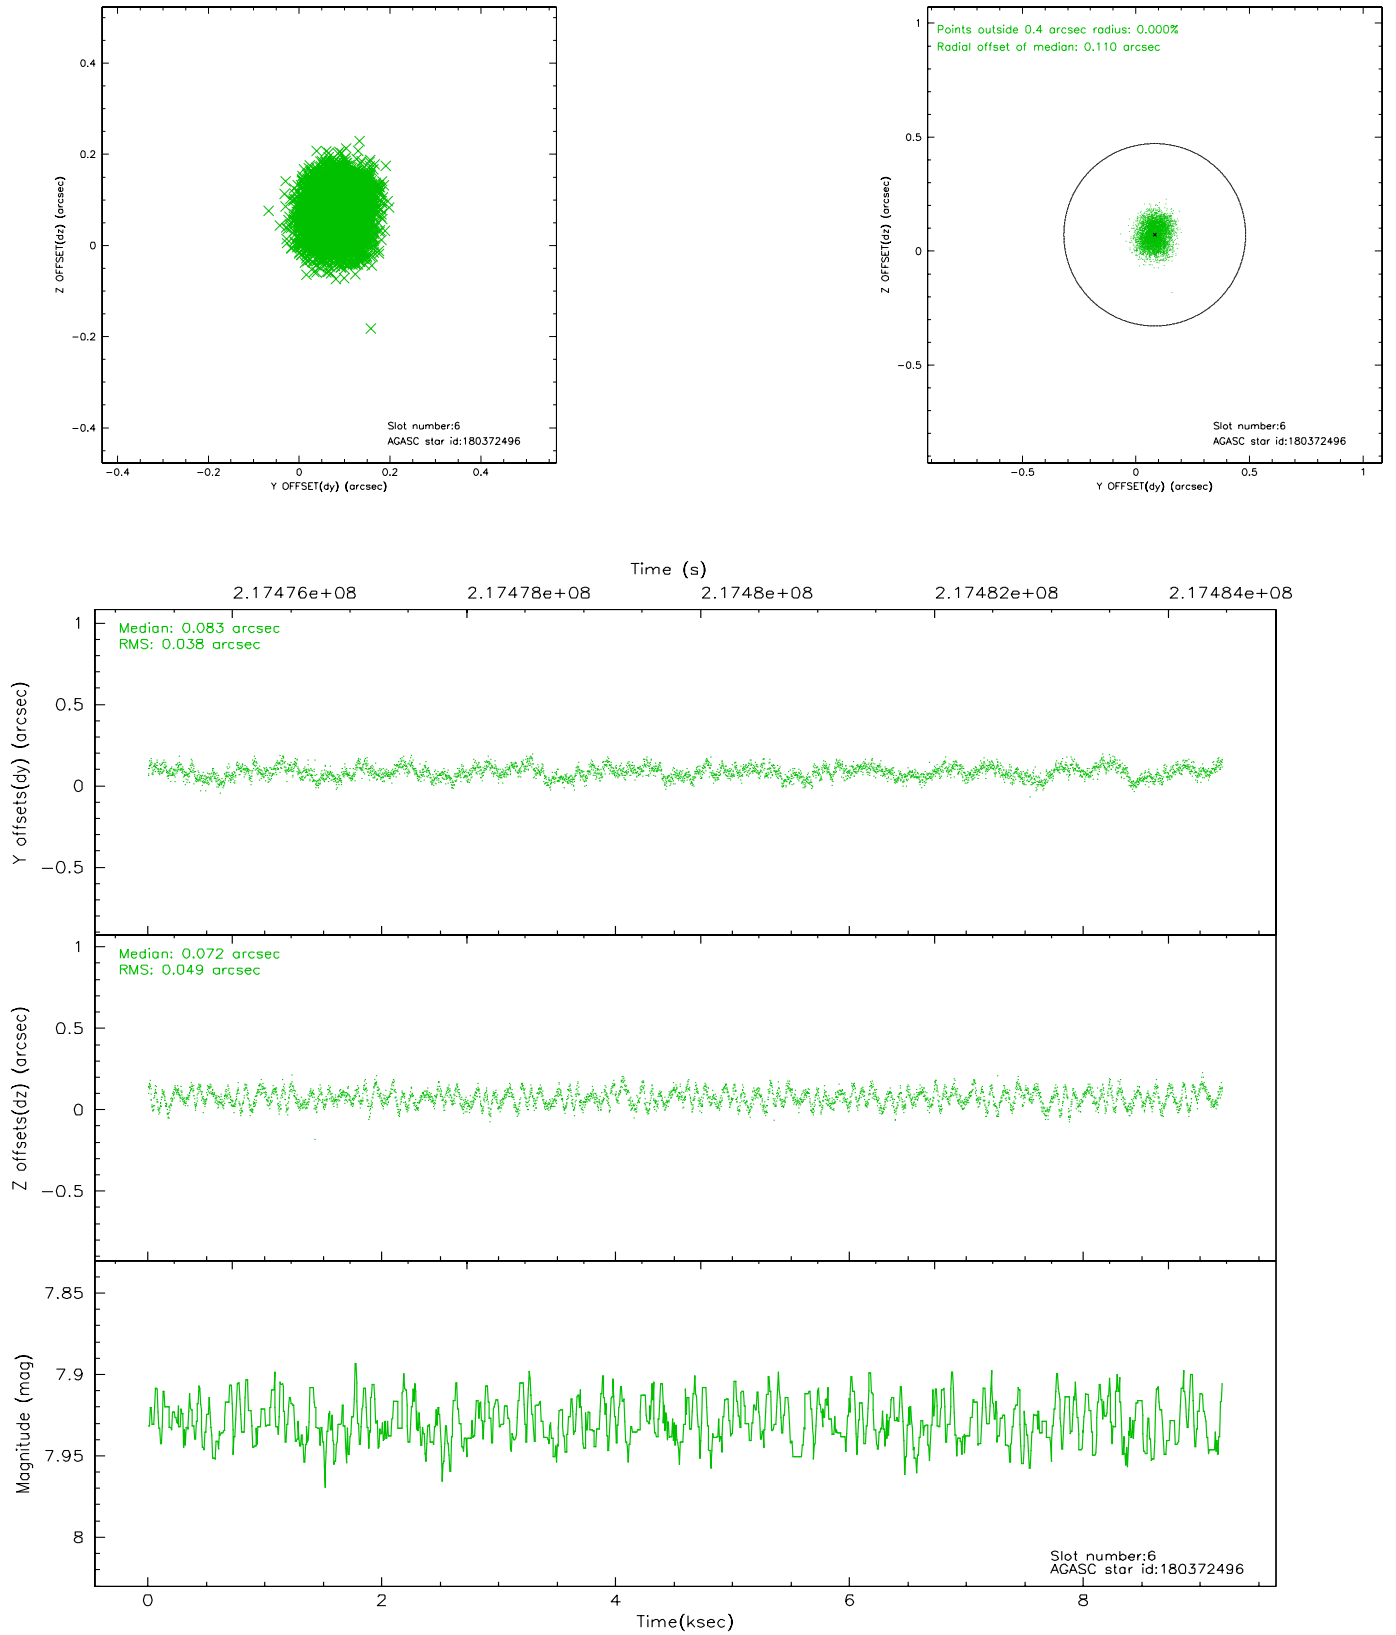 0.4
0.2
0
−0.2
−0.4
Z OFFSET(dz) (arcsec)
Slot number:6
AGASC star id:180372496
−0.4 −0.2 0 0.2 0.4
Y OFFSET(dy) (arcsec)
Points outside 0.4 arcsec radius: 0.000%
Radial offset of median: 0.110 arcsec
1
0.5
0
−0.5
Z OFFSET(dz) (arcsec)
Slot number:6
AGASC star id:180372496
−0.5 0 0.5 1
Y OFFSET(dy) (arcsec)
Time (s)
2.17476e+08 2.17478e+08 2.1748e+08 2.17482e+08 2.17484e+08
Median: 0.083 arcsec
RMS: 0.038 arcsec
1
0.5
0
−0.5
Y offsets(dy) (arcsec)
Median: 0.072 arcsec
RMS: 0.049 arcsec
1
0.5
0
−0.5
Z offsets(dz) (arcsec)
7.85
7.9
7.95
8
Magnitude (mag)
Slot number:6
AGASC star id:180372496
0 2 4 6 8
Time(ksec)